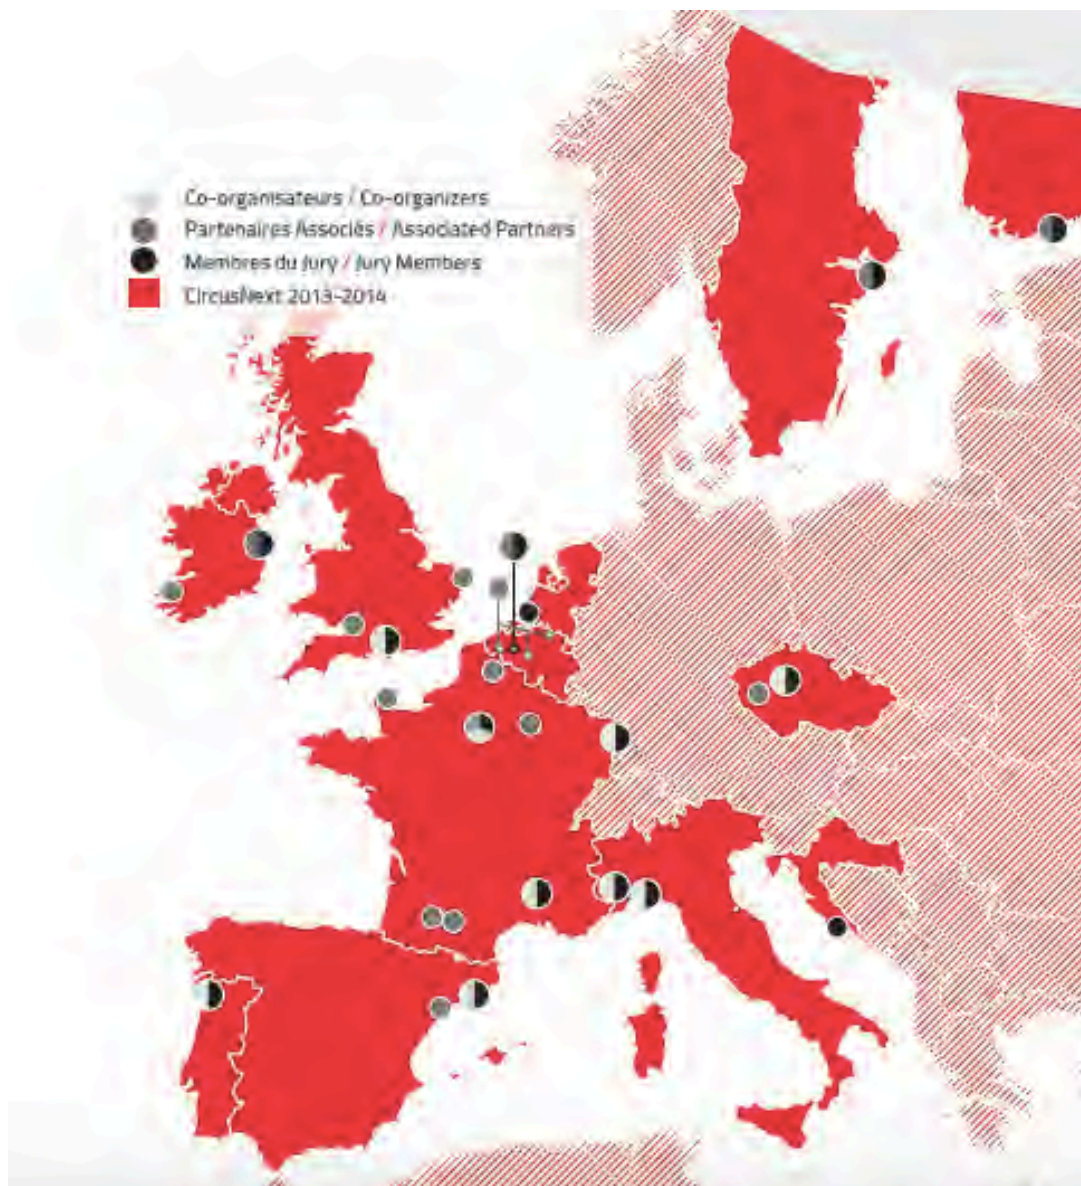 Co-organisateurs / Co-organizers
Partenaires Associés / Associated Partners
Membres du Jury / Jury Members
CircusNext 2013-2014